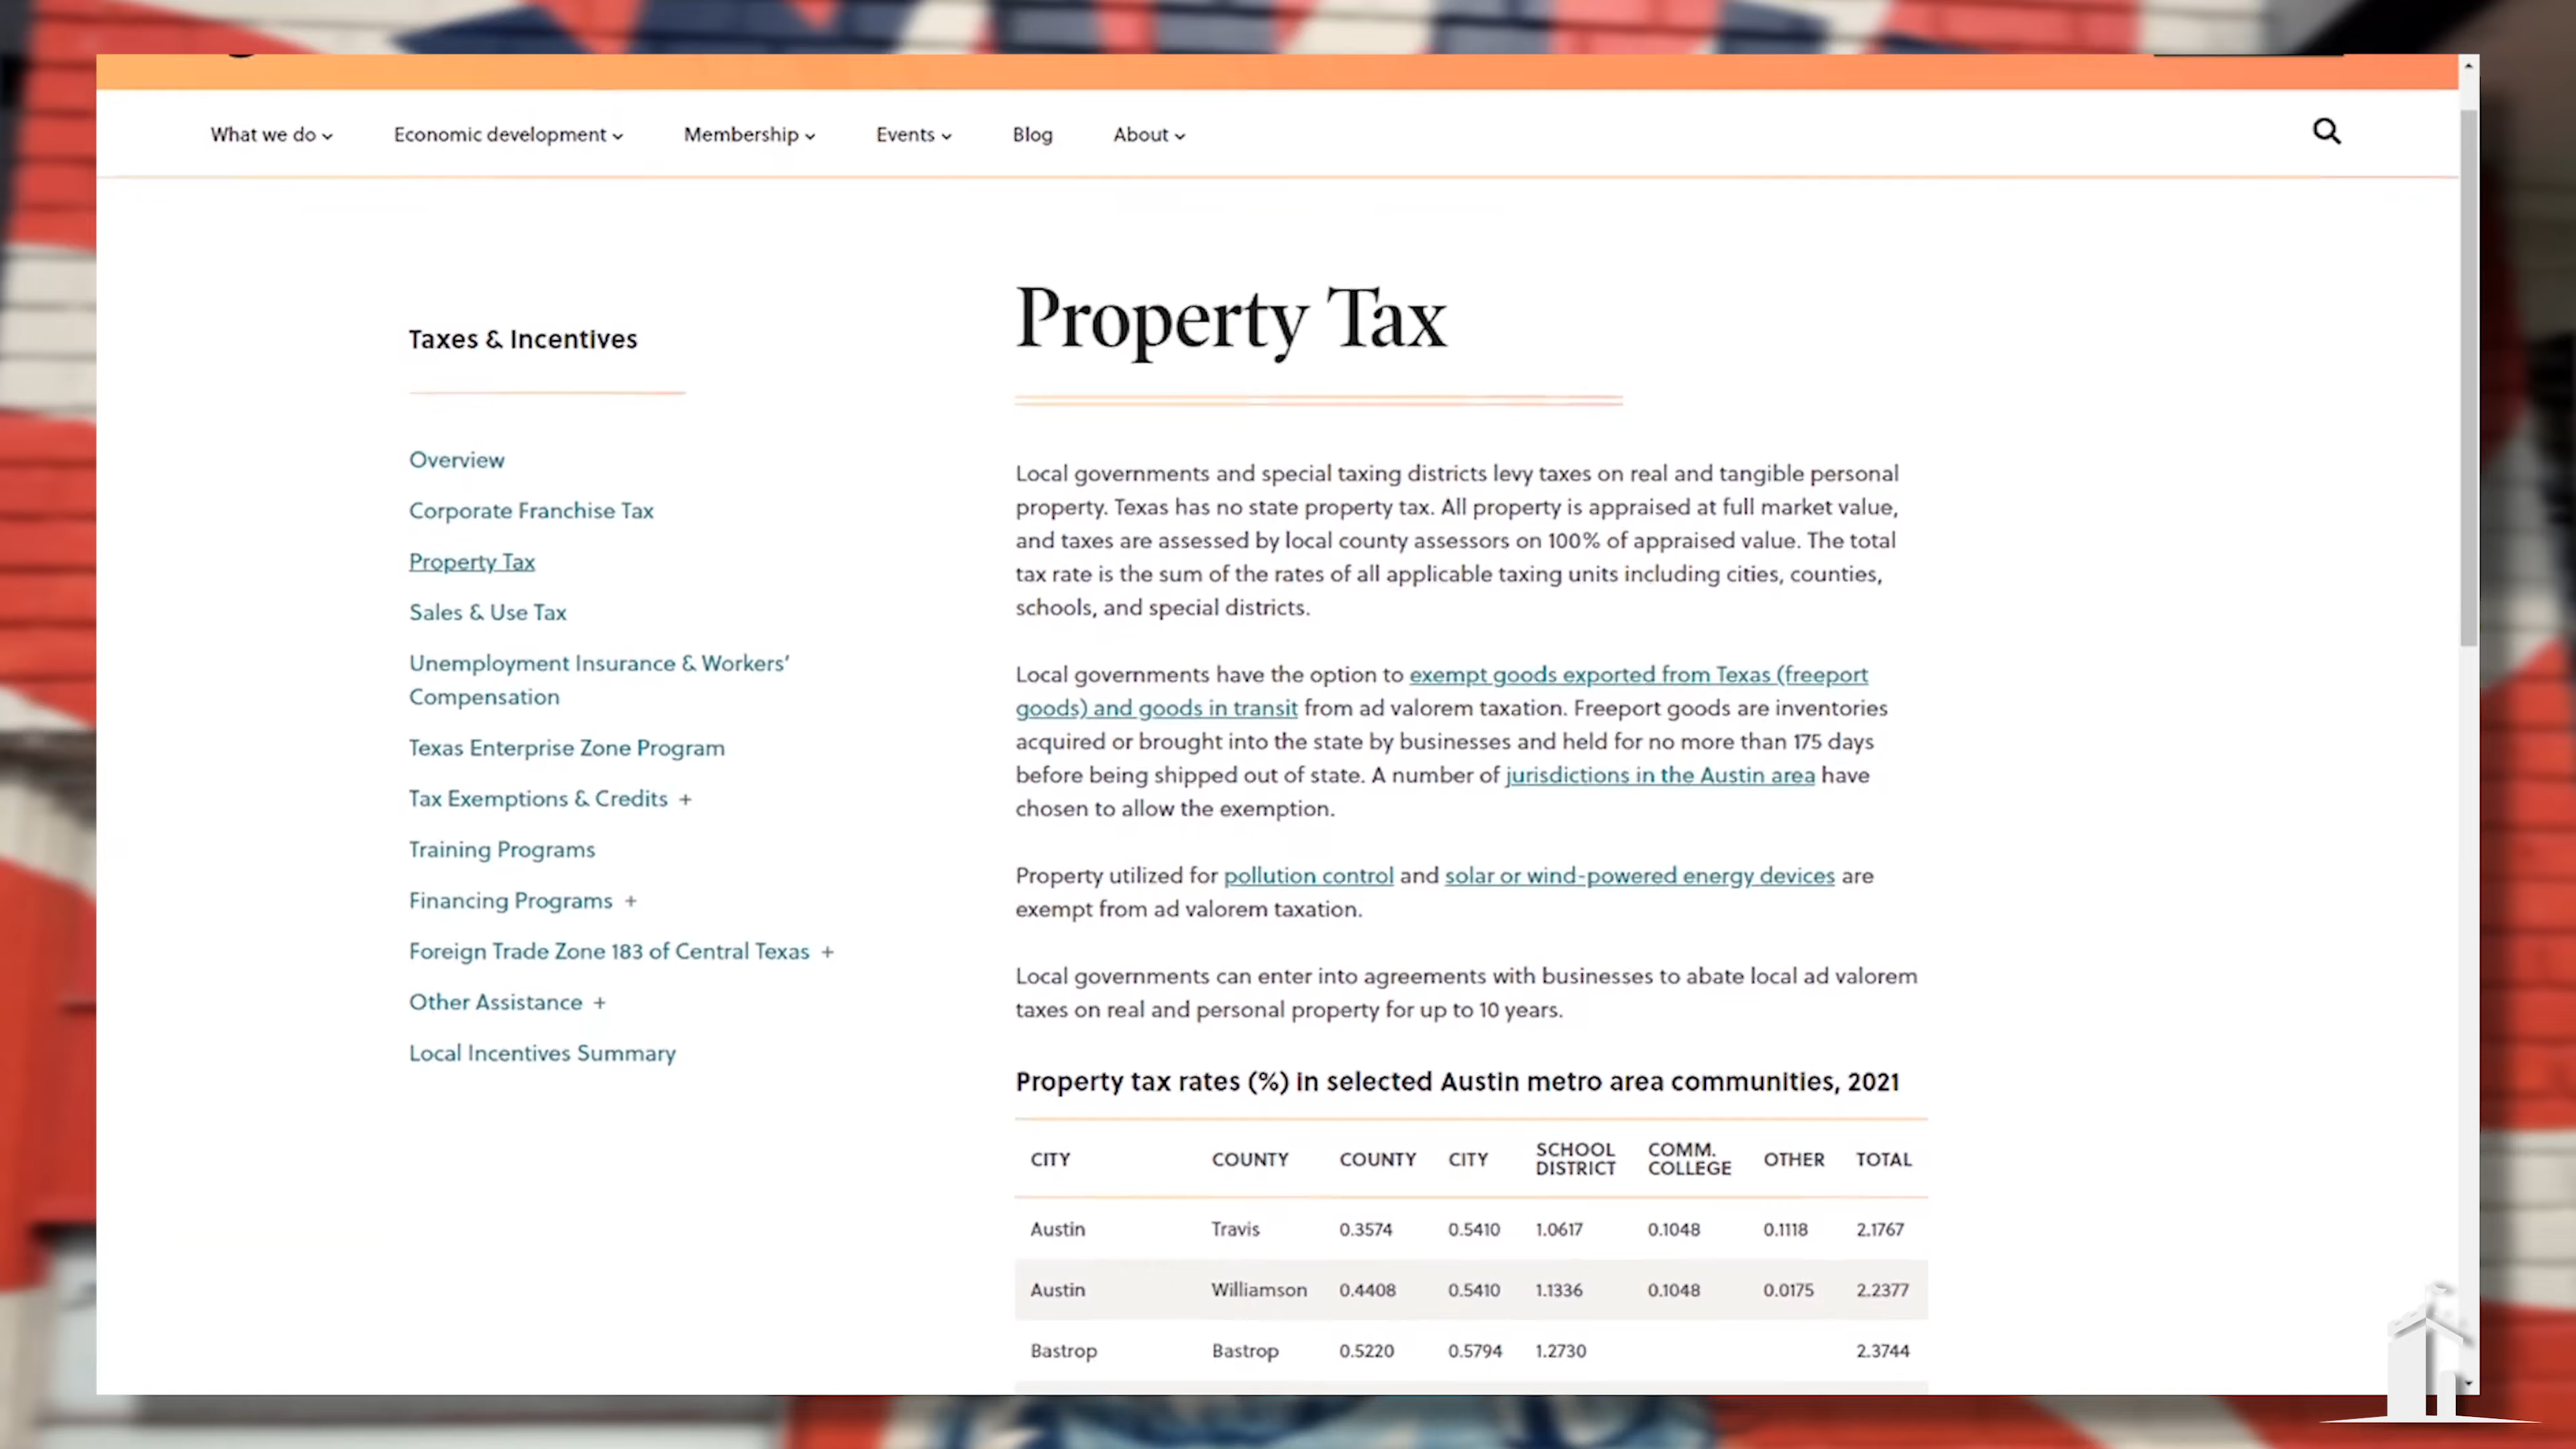 What we do
Economic development
Membership
Events
Blog
About
Taxes & Incentives
Overview
Corporate Franchise Tax
Property Tax
Sales & Use Tax
Unemployment Insurance & Workers'
Compensation
Texas Enterprise Zone Program
Tax Exemptions & Credits +
Training Programs
Financing Programs +
Foreign Trade Zone 183 of Central Texas +
Other Assistance +
Local Incentives Summary
Property Tax
Local governments and special taxing districts levy taxes on real and tangible personal
property. Texas has no state property tax. All property is appraised at full market value,
and taxes are assessed by local county assessors on 100% of appraised value. The total
tax rate is the sum of the rates of all applicable taxing units including cities, counties,
schools, and special districts.
Local governments have the option to exempt goods exported from Texas (freeport
goods) and goods in transit from ad valorem taxation. Freeport goods are inventories
acquired or brought into the state by businesses and held for no more than 175 days
before being shipped out of state. A number of jurisdictions in the Austin area have
chosen to allow the exemption.
Property utilized for pollution control and solar or wind-powered energy devices are
exempt from ad valorem taxation.
Local governments can enter into agreements with businesses to abate local ad valorem
taxes on real and personal property for up to 10 years.
Property tax rates (%) in selected Austin metro area communities, 2021
CITY COUNTY COUNTY CITY SCHOOL DISTRICT COMM. COLLEGE OTHER TOTAL
Austin Travis 0.3574 0.5410 1.0617 0.1048 0.1118 2.1767
Austin Williamson 0.4408 0.5410 1.1336 0.1048 0.0175 2.2377
Bastrop Bastrop 0.5220 0.5794 1.2730 2.3744